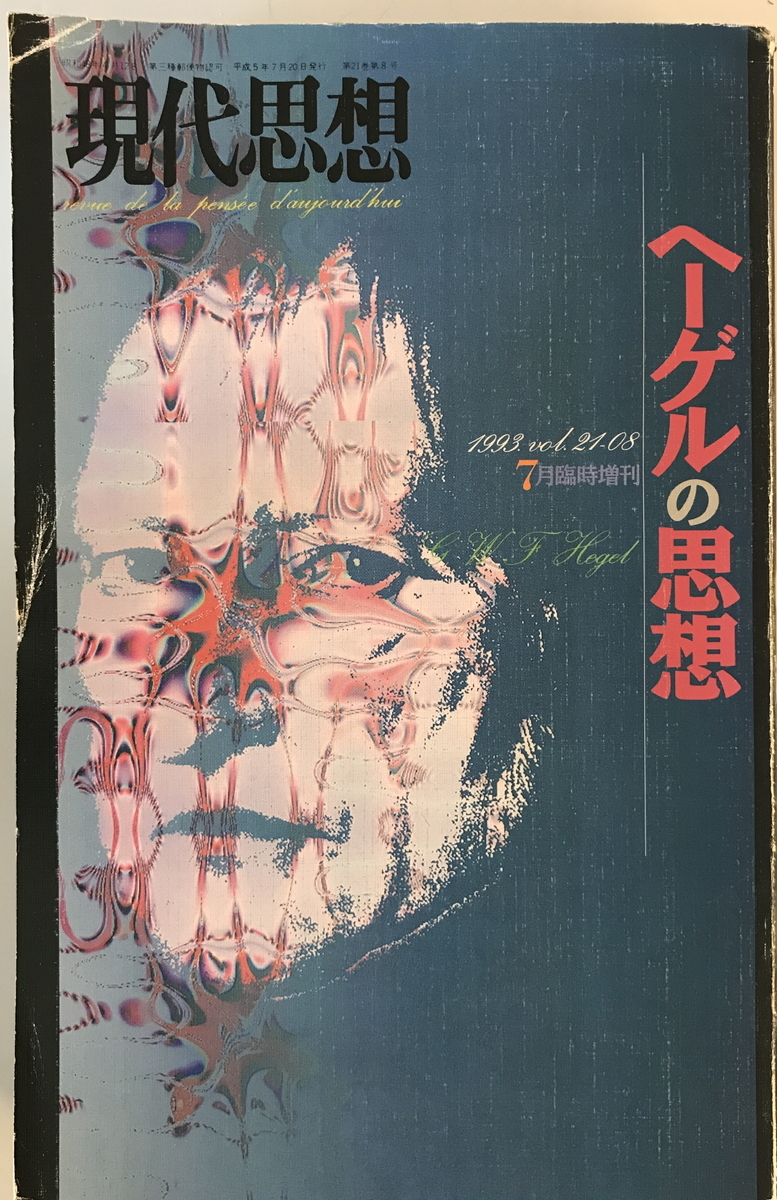 第三種郵便物認可 平成5年7月20日発行 第21巻第8号
現代思想
revue de la pensée d'aujourd'hui
ヘーゲルの思想
1993. vol. 21-08
7月臨時増刊
G W F Hegel